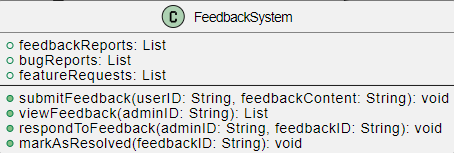 C FeedbackSystem
feedbackReports: List
bugReports: List
featureRequests: List
submitFeedback(userID: String, feedbackContent: String): void
viewFeedback(adminID: String): List
respondToFeedback(adminID: String, feedbackID: String): void
markAsResolved(feedbackID: String): void